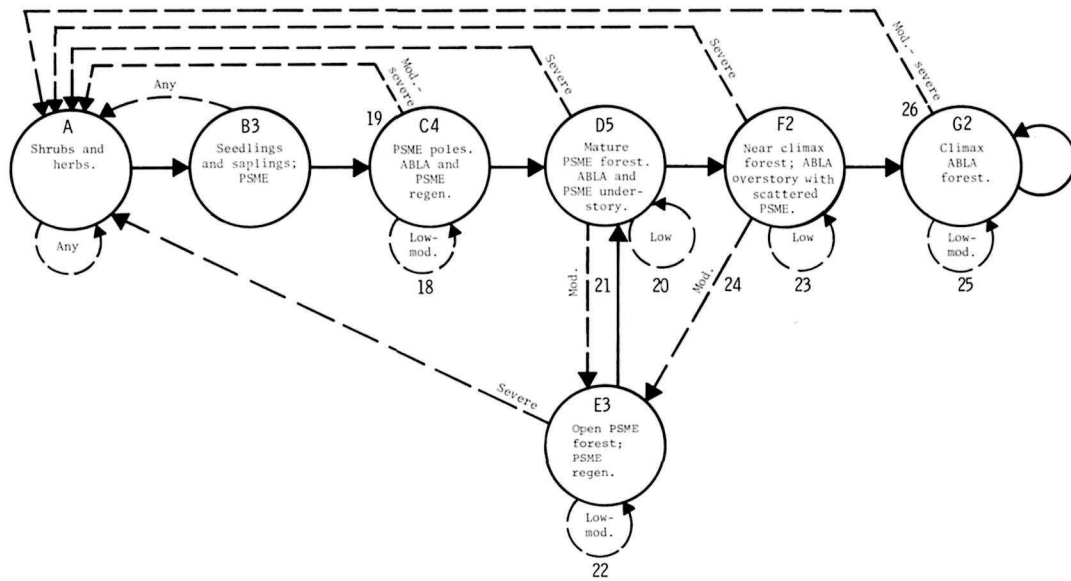 Mod.-
severe
Severe
Severe
Mod.-
severe
Any
19
26
A
Shrubs and
herbs.
B3
Seedlings
and saplings;
PSME
C4
PSME poles.
ABLA and
PSME
regen.
D5
Mature
PSME forest.
ABLA and
PSME under-
story.
F2
Near climax
forest; ABLA
overstory with
scattered
PSME.
G2
Climax
ABLA
forest.
Any
Low-
mod.
18
Low
20
Low
23
Low-
mod.
25
Mod.
21
Mod.
24
Severe
E3
Open PSME
forest;
PSME
regen.
Low-
mod.
22